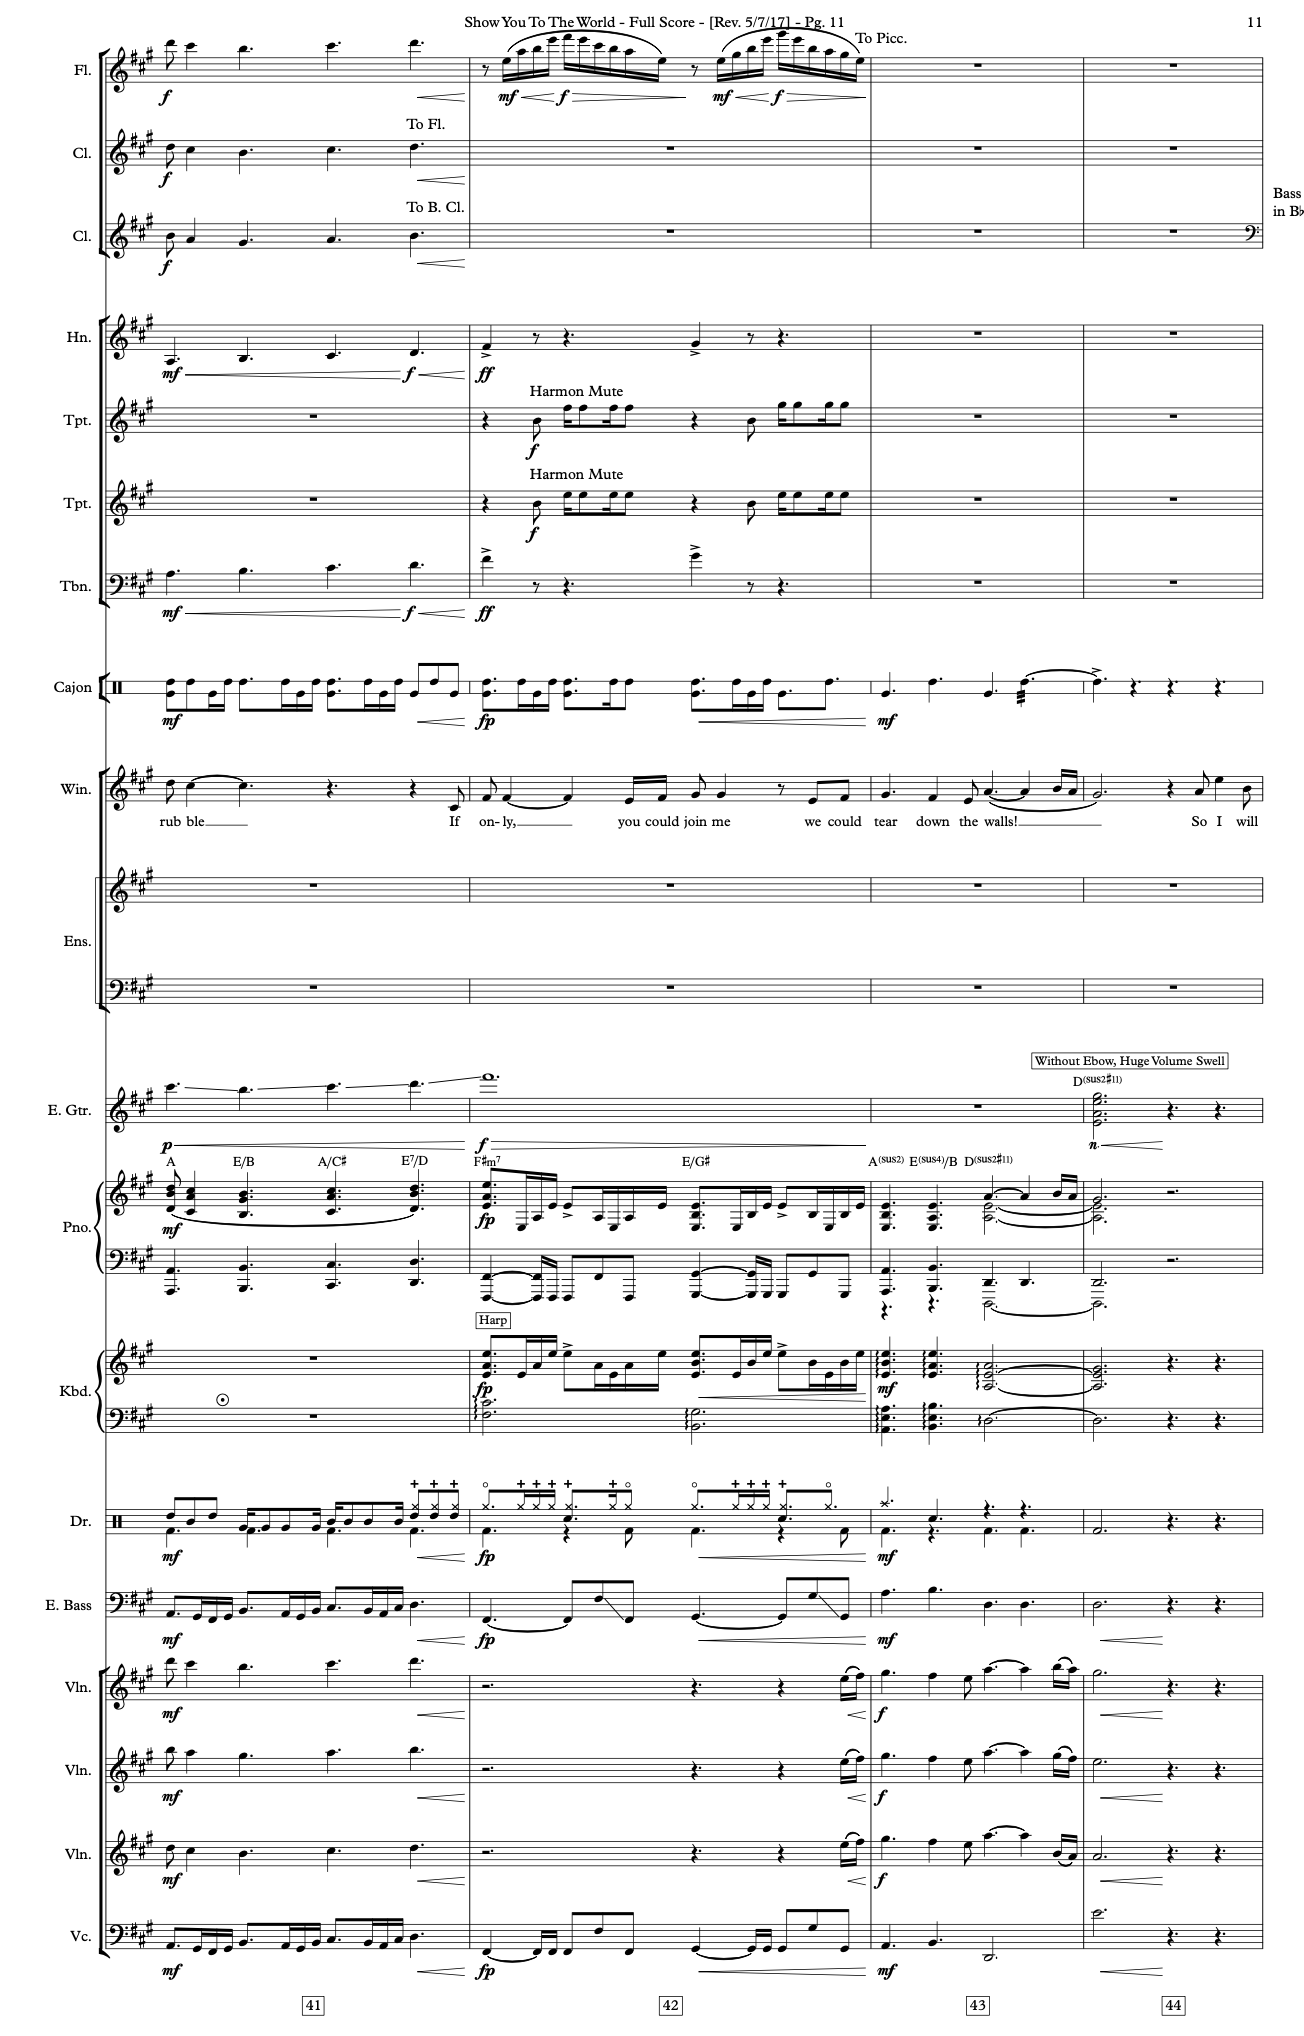 Show You To The World - Full Score - [Rev. 5/7/17] - Pg. 11
11
Fl.
f
mf
f
mf
f
To Picc.
Cl.
f
To Fl.
Cl.
f
To B. Cl.
Bass
in B♭
Hn.
mf
f
ff
Tpt.
Harmon Mute
f
Tpt.
Harmon Mute
f
Tbn.
mf
f
ff
Cajon
mf
fp
mf
Win.
rub ble If on- ly, you could join me we could tear down the walls! So I will
Ens.
Without Ebow, Huge Volume Swell
D(sus2#11)
E. Gtr.
p
f
n
A E/B A/C# E7/D F#m7 E/G# A(sus2) E(sus4)/B D(sus2#11)
Pno.
mf
fp
Harp
Kbd.
fp
mf
Dr.
mf
fp
mf
E. Bass
mf
fp
mf
Vln.
mf
f
Vln.
mf
f
Vln.
mf
f
Vc.
mf
fp
mf
41 42 43 44